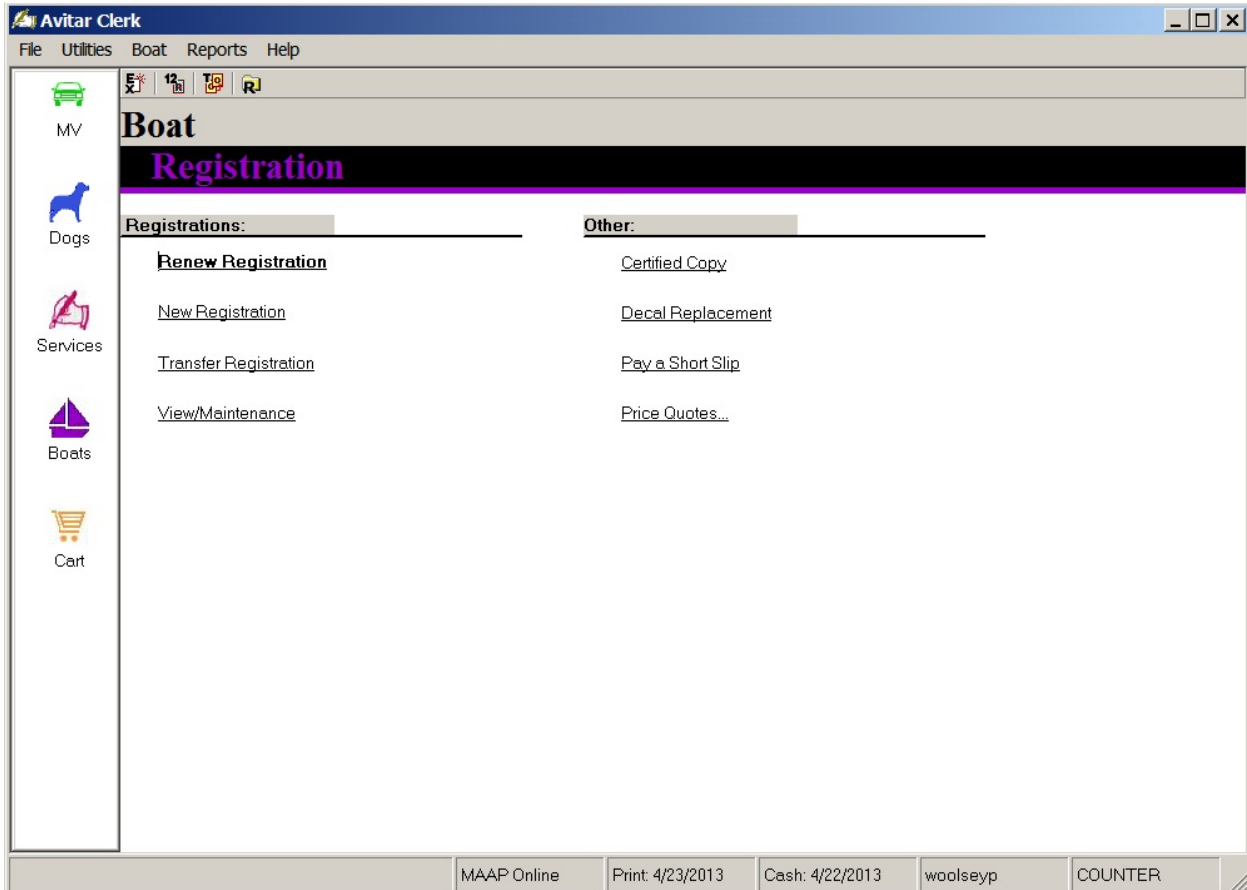 Avitar Clerk
File Utilities Boat Reports Help
MV
Dogs
Services
Boats
Cart
Boat
Registration
Registrations:
Renew Registration
New Registration
Transfer Registration
View/Maintenance
Other:
Certified Copy
Decal Replacement
Pay a Short Slip
Price Quotes...
MAAP Online Print: 4/23/2013 Cash: 4/22/2013 woolseyp COUNTER